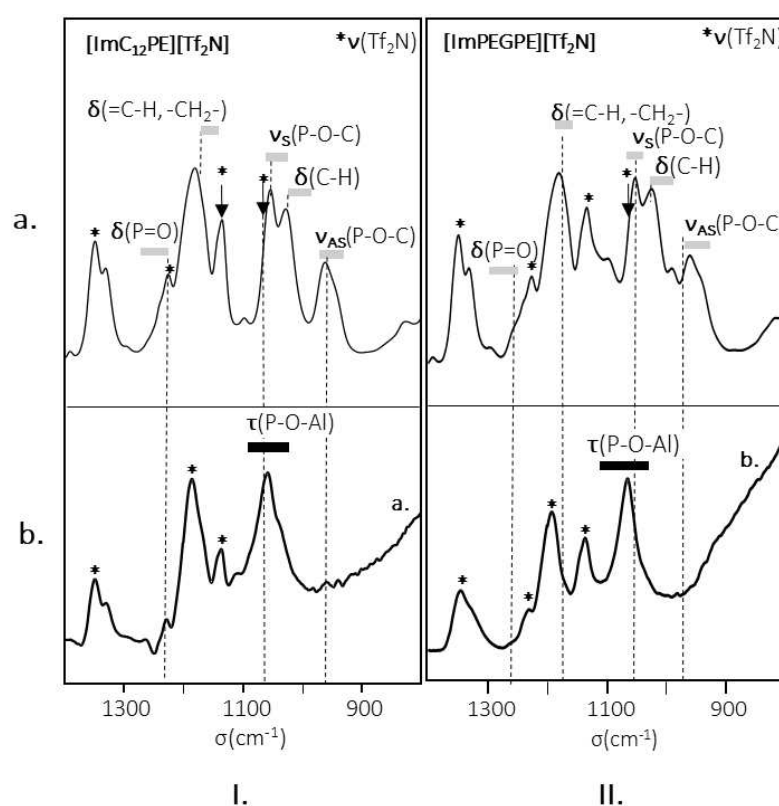 [ImC₁₂PE][Tf₂N] *ν(Tf₂N)
δ(=C-H, -CH₂-)
νS(P-O-C)
* *
δ(C-H)
*
δ(P=O)
νAS(P-O-C)
*
a.
[ImPEGPE][Tf₂N] *ν(Tf₂N)
δ(=C-H, -CH₂-)
νS(P-O-C)
* *
δ(C-H)
*
δ(P=O)
νAS(P-O-C)
*
τ(P-O-Al)
*
a.
*
*
*
b.
τ(P-O-Al)
b.
*
*
*
*
1300 1100 900
σ(cm⁻¹)
1300 1100 900
σ(cm⁻¹)
I. II.